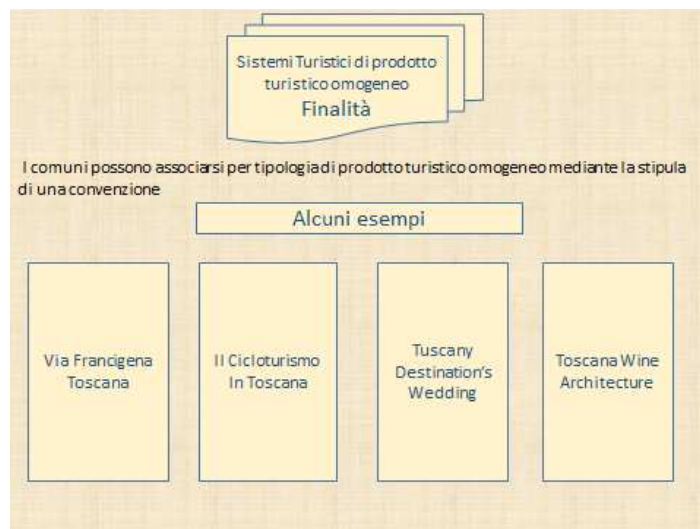 Sistemi Turistici di prodotto
turistico omogeneo
Finalità
I comuni possono associarsi per tipologia di prodotto turistico omogeneo mediante la stipula
di una convenzione
Alcuni esempi
Via Francigena
Toscana
Il Cicloturismo
In Toscana
Tuscany
Destination's
Wedding
Toscana Wine
Architecture